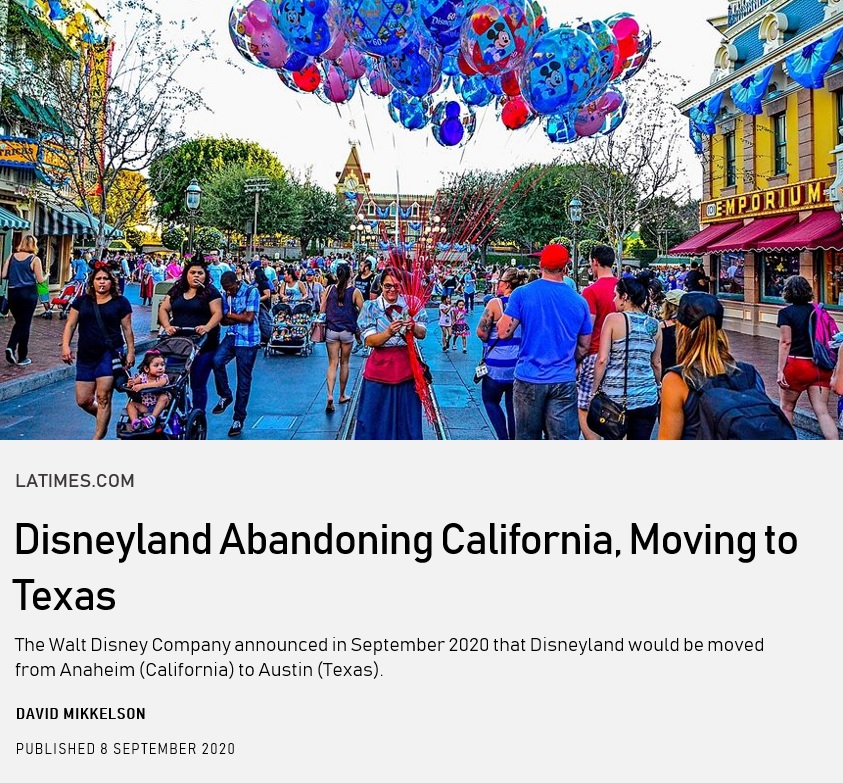 EMPORIUM
LATIMES.COM
Disneyland Abandoning California, Moving to
Texas
The Walt Disney Company announced in September 2020 that Disneyland would be moved
from Anaheim (California) to Austin (Texas).
DAVID MIKKELSON
PUBLISHED 8 SEPTEMBER 2020